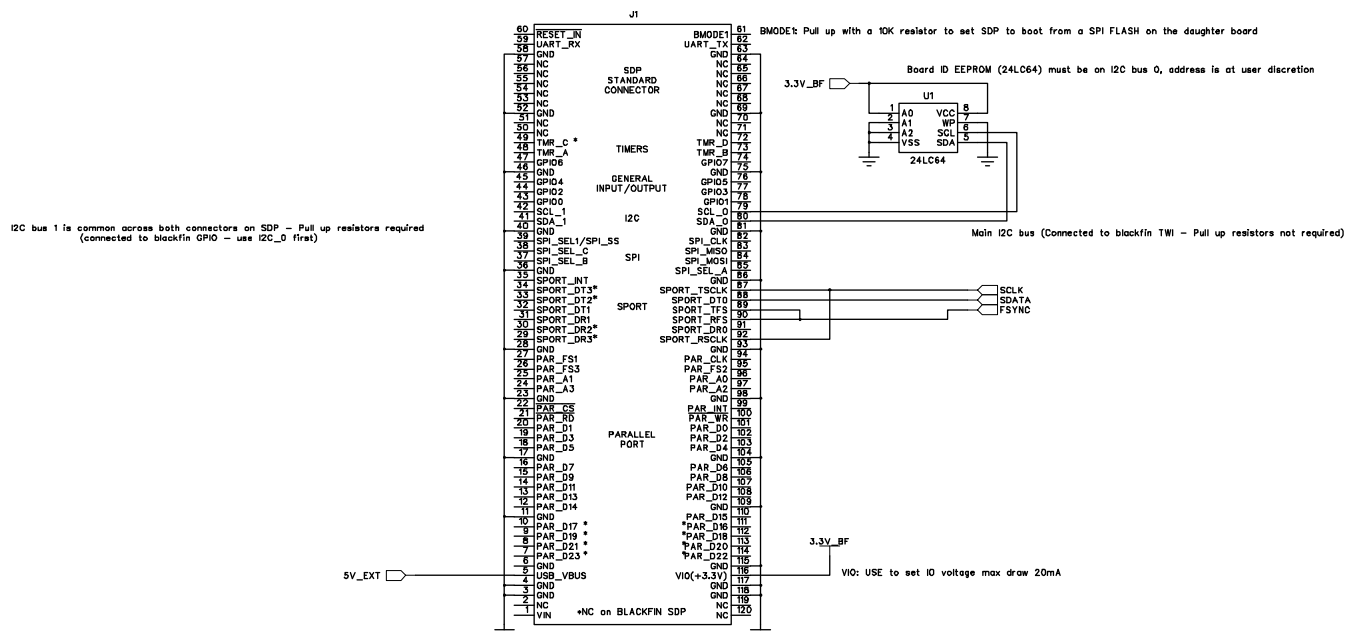 J1
60 RESET_IN
59 UART_RX
58 GND
57 NC
56 NC
55 NC
54 NC
53 NC
52 GND
51 NC
50 NC
49 TMR_C *
48 TMR_A
47 GPIO6
46 GND
45 GPIO4
44 GPIO2
43 GPIO0
42 SCL_1
41 SDA_1
40 GND
39 SPI_SEL1/SPI_SS
38 SPI_SEL_C
37 SPI_SEL_B
36 GND
35 SPORT_INT
34 SPORT_DT3*
33 SPORT_DT2*
32 SPORT_DT1
31 SPORT_DR1
30 SPORT_DR2*
29 SPORT_DR3*
28 GND
27 PAR_FS1
26 PAR_FS3
25 PAR_A1
24 PAR_A3
23 GND
22 PAR_CS
21 PAR_RD
20 PAR_D1
19 PAR_D3
18 PAR_D5
17 GND
16 PAR_D7
15 PAR_D9
14 PAR_D11
13 PAR_D13
12 PAR_D14
11 GND
10 PAR_D17 *
9 PAR_D19 *
8 PAR_D21 *
7 PAR_D23 *
6 GND
5 USB_VBUS
4 GND
3 GND
2 NC
1 VIN
SDP
STANDARD
CONNECTOR
TIMERS
GENERAL
INPUT/OUTPUT
I2C
SPI
SPORT
PARALLEL
PORT
*NC on BLACKFIN SDP
BMODE1 61
UART_TX 62
GND 63
NC 64
NC 65
NC 66
NC 67
NC 68
GND 69
NC 70
NC 71
TMR_D 72
TMR_B 73
GPIO7 74
GND 75
GPIO5 76
GPIO3 77
GPIO1 78
SCL_0 79
SDA_0 80
GND 81
SPI_CLK 82
SPI_MISO 83
SPI_MOSI 84
SPI_SEL_A 85
GND 86
SPORT_TSCLK 87
SPORT_DT0 88
SPORT_TFS 89
SPORT_RFS 90
SPORT_DR0 91
SPORT_RSCLK 92
GND 93
PAR_CLK 94
PAR_FS2 95
PAR_A0 96
PAR_A2 97
GND 98
PAR_INT 99
PAR_WR 100
PAR_D0 101
PAR_D2 102
PAR_D4 103
GND 104
PAR_D6 105
PAR_D8 106
PAR_D10 107
PAR_D12 108
GND 109
PAR_D15 110
*PAR_D16 111
*PAR_D18 112
*PAR_D20 113
*PAR_D22 114
GND 115
VIO(+3.3V) 116
GND 117
GND 118
NC 119
NC 120
I2C bus 1 is common across both connectors on SDP – Pull up resistors required
(connected to blackfin GPIO – use I2C_0 first)
5V_EXT
BMODE1: Pull up with a 10K resistor to set SDP to boot from a SPI FLASH on the daughter board
Board ID EEPROM (24LC64) must be on I2C bus 0, address is at user discretion
3.3V_BF
U1
1 A0 VCC 8
2 A1 WP 7
3 A2 SCL 6
4 VSS SDA 5
24LC64
Main I2C bus (Connected to blackfin TWI – Pull up resistors not required)
SCLK
SDATA
FSYNC
3.3V_BF
VIO: USE to set IO voltage max draw 20mA